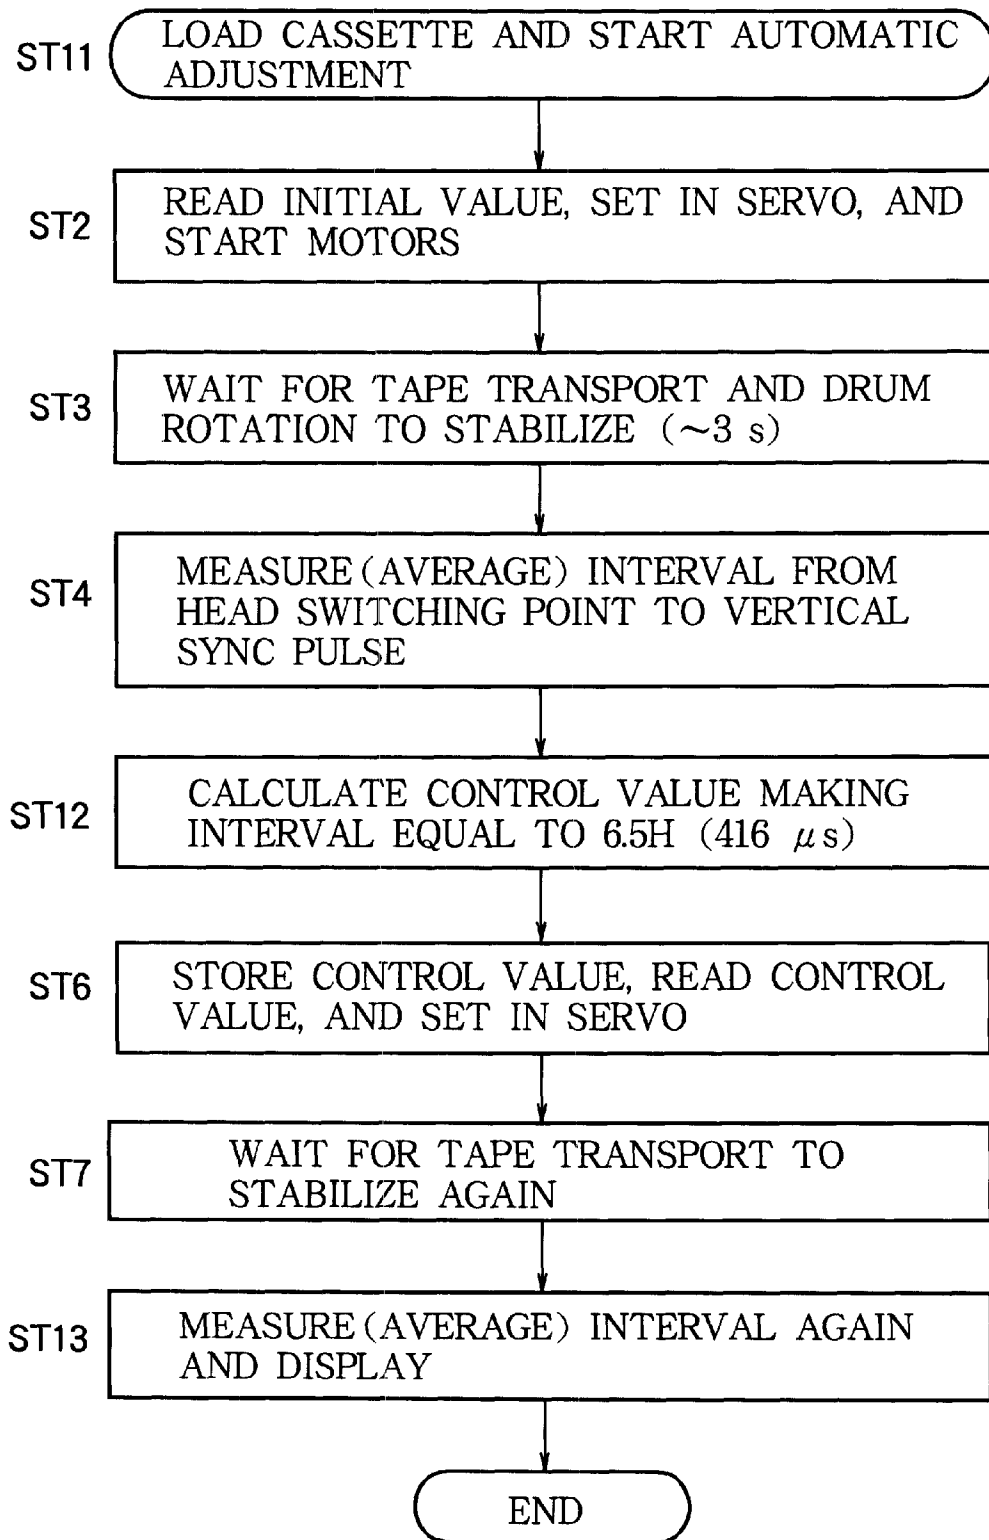 ST11
LOAD CASSETTE AND START AUTOMATIC
ADJUSTMENT
ST2
READ INITIAL VALUE, SET IN SERVO, AND
START MOTORS
ST3
WAIT FOR TAPE TRANSPORT AND DRUM
ROTATION TO STABILIZE (~3 s)
ST4
MEASURE (AVERAGE) INTERVAL FROM
HEAD SWITCHING POINT TO VERTICAL
SYNC PULSE
ST12
CALCULATE CONTROL VALUE MAKING
INTERVAL EQUAL TO 6.5H (416 μs)
ST6
STORE CONTROL VALUE, READ CONTROL
VALUE, AND SET IN SERVO
ST7
WAIT FOR TAPE TRANSPORT TO
STABILIZE AGAIN
ST13
MEASURE (AVERAGE) INTERVAL AGAIN
AND DISPLAY
END